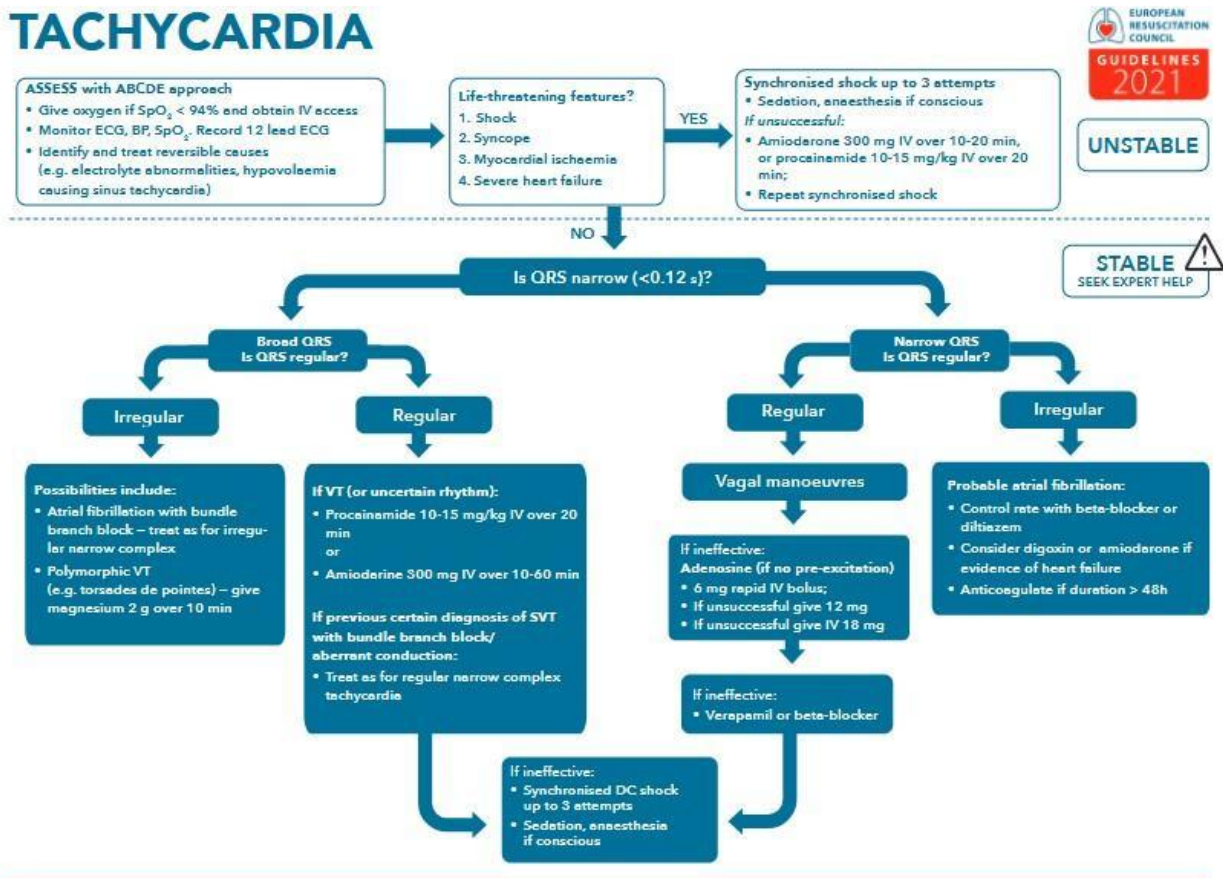 TACHYCARDIA
EUROPEAN
RESUSCITATION
COUNCIL
GUIDELINES
2021
ASSESS with ABCDE approach
• Give oxygen if SpO₂ < 94% and obtain IV access
• Monitor ECG, BP, SpO₂. Record 12 lead ECG
• Identify and treat reversible causes
(e.g. electrolyte abnormalities, hypovolaemia
causing sinus tachycardia)
Life-threatening features?
1. Shock
2. Syncope
3. Myocardial ischaemia
4. Severe heart failure
YES
Synchronised shock up to 3 attempts
• Sedation, anaesthesia if conscious
If unsuccessful:
• Amiodarone 300 mg IV over 10-20 min,
or procainamide 10-15 mg/kg IV over 20
min;
• Repeat synchronised shock
UNSTABLE
NO
Is QRS narrow (<0.12 s)?
STABLE
SEEK EXPERT HELP
Broad QRS
Is QRS regular?
Narrow QRS
Is QRS regular?
Irregular
Regular
Regular
Irregular
Possibilities include:
• Atrial fibrillation with bundle
branch block – treat as for irregu-
lar narrow complex
• Polymorphic VT
(e.g. torsades de pointes) – give
magnesium 2 g over 10 min
If VT (or uncertain rhythm):
• Procainamide 10-15 mg/kg IV over 20
min
or
• Amiodarine 300 mg IV over 10-60 min
If previous certain diagnosis of SVT
with bundle branch block/
aberrant conduction:
• Treat as for regular narrow complex
tachycardia
Vagal manoeuvres
If ineffective:
Adenosine (if no pre-excitation)
• 6 mg rapid IV bolus;
• If unsuccessful give 12 mg
• If unsuccessful give IV 18 mg
If ineffective:
• Verapamil or beta-blocker
Probable atrial fibrillation:
• Control rate with beta-blocker or
diltiazem
• Consider digoxin or amiodarone if
evidence of heart failure
• Anticoagulate if duration > 48h
If ineffective:
• Synchronised DC shock
up to 3 attempts
• Sedation, anaesthesia
if conscious